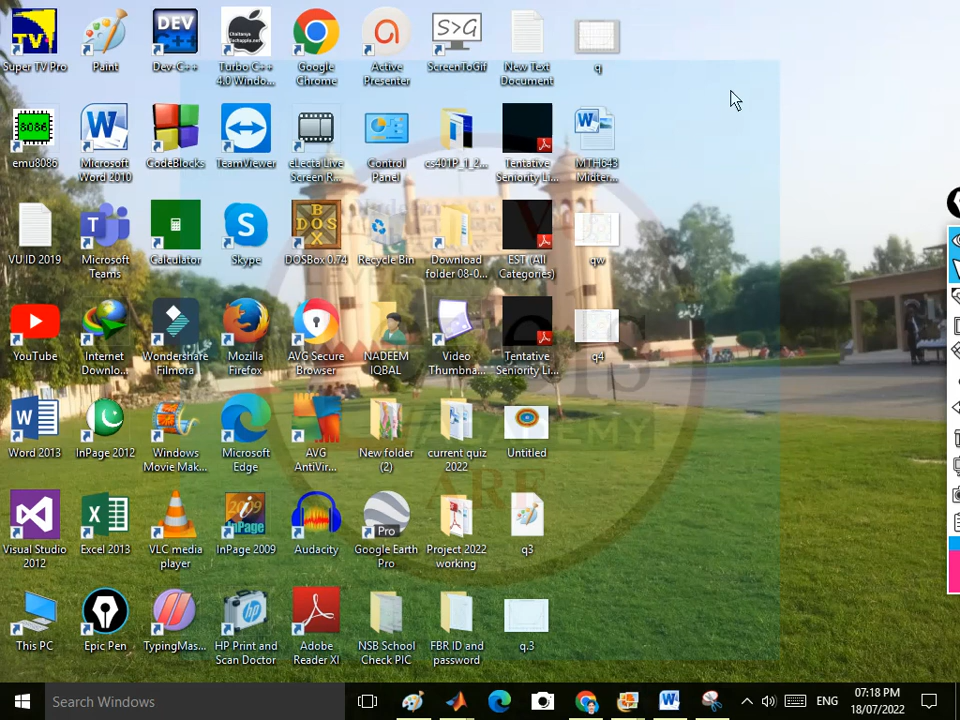 Super TV Pro
Paint
Dev-C++
Turbo C++ 4.0 Windo...
Google Chrome
Active Presenter
ScreenToGif
New Text Document
q
emu8086
Microsoft Word 2010
CodeBlocks
TeamViewer
eLecta Live Screen R...
Control Panel
cs401P_1_2...
Tentative Seniority Li...
MTH643 Midter...
VU ID 2019
Microsoft Teams
Calculator
Skype
DOSBox 0.74
Recycle Bin
Download folder 08-0...
EST (All Categories)
qw
YouTube
Internet Downlo...
Wondershare Filmora
Mozilla Firefox
AVG Secure Browser
NADEEM IQBAL
Video Thumbna...
Tentative Seniority Li...
q4
Word 2013
InPage 2012
Windows Movie Mak...
Microsoft Edge
AVG AntiVir...
New folder (2)
current quiz 2022
Untitled
Visual Studio 2012
Excel 2013
VLC media player
InPage 2009
Audacity
Google Earth Pro
Project 2022 working
q3
This PC
Epic Pen
TypingMas...
HP Print and Scan Doctor
Adobe Reader XI
NSB School Check PIC
FBR ID and password
q.3
ACADEMY
Search Windows
ENG
07:18 PM
18/07/2022